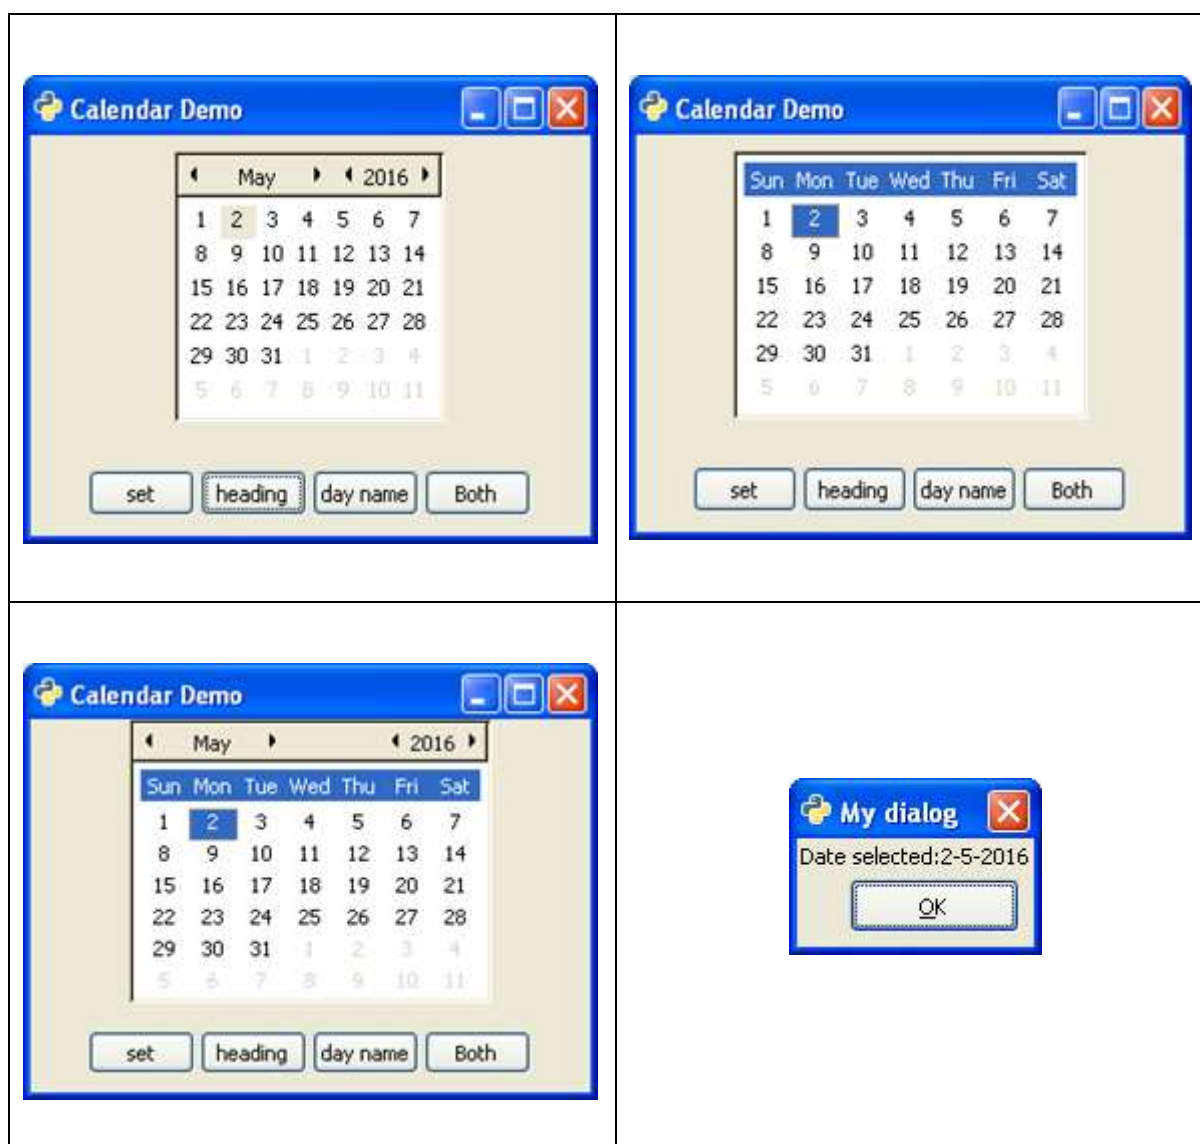 Calendar Demo
May 2016
1 2 3 4 5 6 7
8 9 10 11 12 13 14
15 16 17 18 19 20 21
22 23 24 25 26 27 28
29 30 31 1 2 3 4
5 6 7 8 9 10 11
set heading day name Both
Calendar Demo
Sun Mon Tue Wed Thu Fri Sat
1 2 3 4 5 6 7
8 9 10 11 12 13 14
15 16 17 18 19 20 21
22 23 24 25 26 27 28
29 30 31 1 2 3 4
5 6 7 8 9 10 11
set heading day name Both
Calendar Demo
May 2016
Sun Mon Tue Wed Thu Fri Sat
1 2 3 4 5 6 7
8 9 10 11 12 13 14
15 16 17 18 19 20 21
22 23 24 25 26 27 28
29 30 31 1 2 3 4
5 6 7 8 9 10 11
set heading day name Both
My dialog
Date selected:2-5-2016
OK